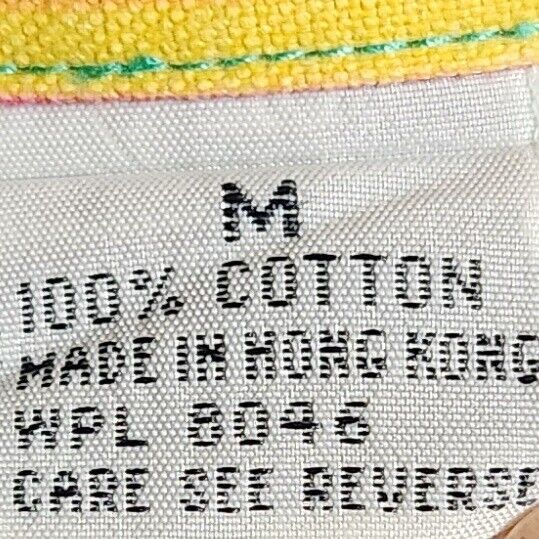 M
100% COTTON
MADE IN HONG KONG
WPL 8046
CARE SEE REVERSE